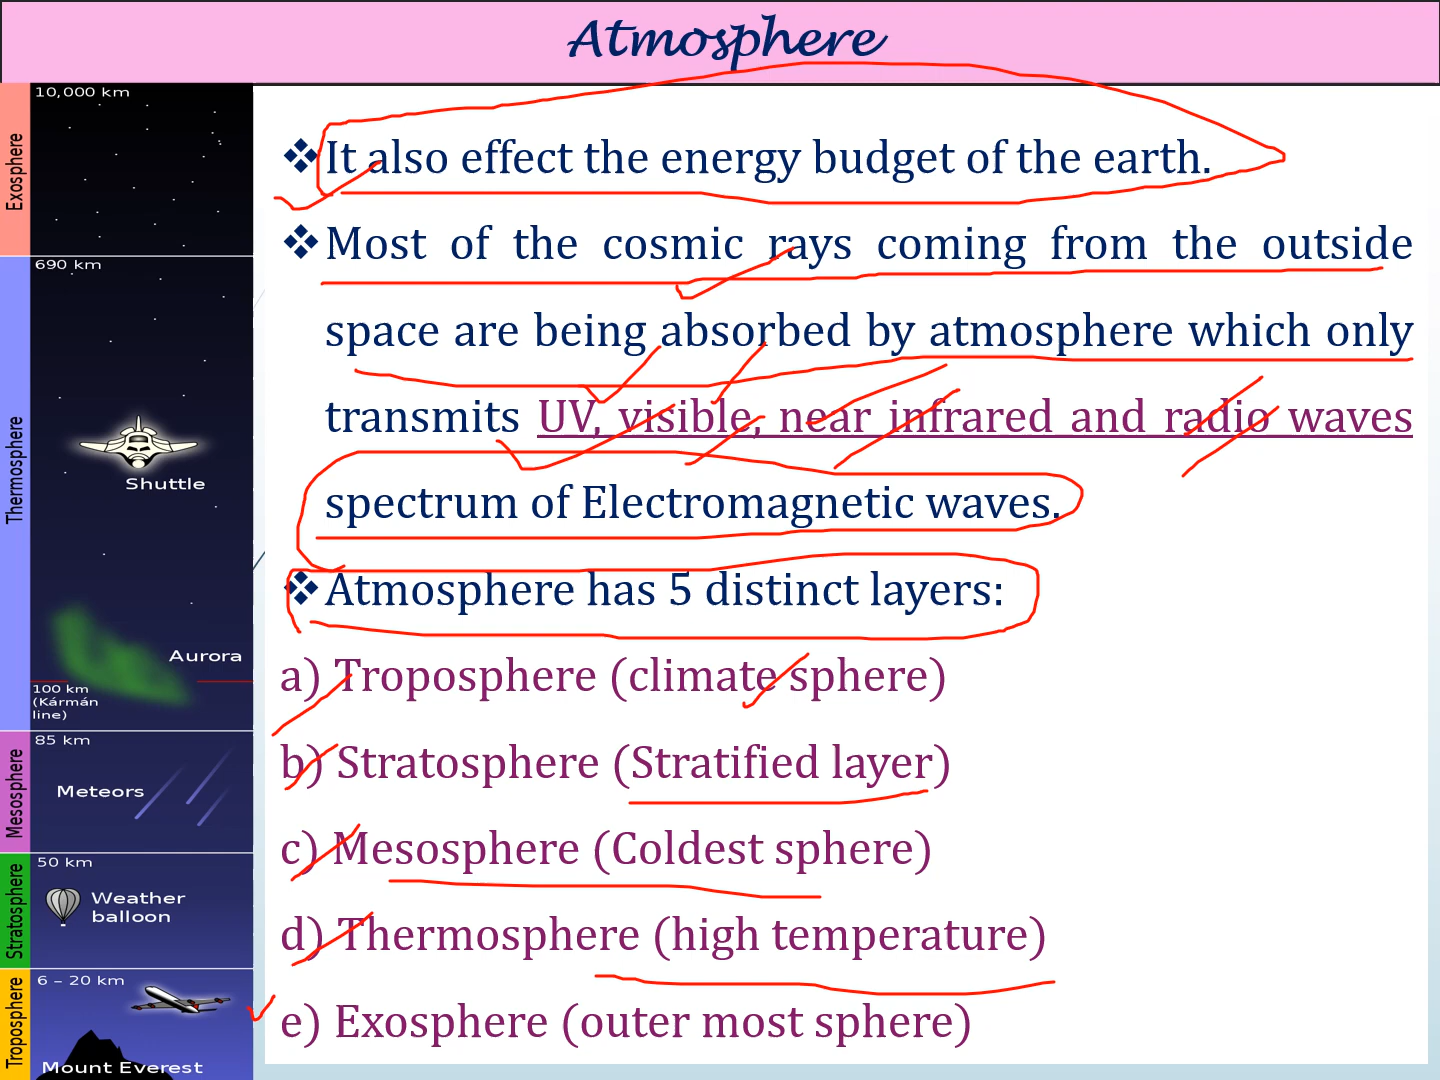 Atmosphere
10,000 km
Exosphere
690 km
Thermosphere
Shuttle
Aurora
100 km
(Kármán
line)
85 km
Mesosphere
Meteors
50 km
Stratosphere
Weather
balloon
6 – 20 km
Troposphere
Mount Everest
❖It also effect the energy budget of the earth.
❖Most of the cosmic rays coming from the outside
space are being absorbed by atmosphere which only
transmits UV, visible, near infrared and radio waves
spectrum of Electromagnetic waves.
❖Atmosphere has 5 distinct layers:
a) Troposphere (climate sphere)
b) Stratosphere (Stratified layer)
c) Mesosphere (Coldest sphere)
d) Thermosphere (high temperature)
e) Exosphere (outer most sphere)